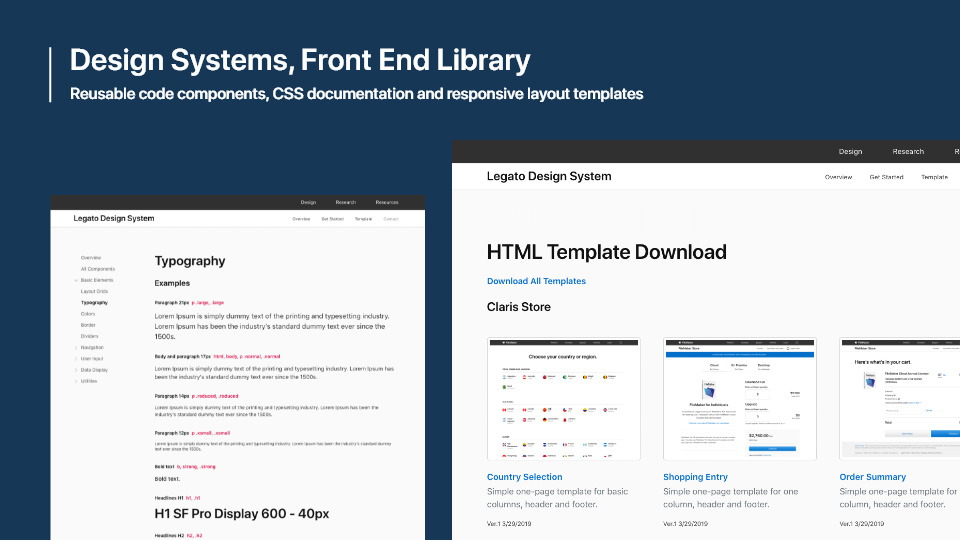 Design Systems, Front End Library
Reusable code components, CSS documentation and responsive layout templates
Design Research Resources
Legato Design System
Overview Get Started Template Contact
Overview
All Components
Basic Elements
Layout Grids
Typography
Colors
Border
Dividers
Navigation
User Input
Data Display
Utilities
Typography
Examples
Paragraph 21px p.large, .large
Lorem Ipsum is simply dummy text of the printing and typesetting industry.
Lorem Ipsum has been the industry's standard dummy text ever since the
1500s.
Body and paragraph 17px html, body, p .normal, .normal
Lorem Ipsum is simply dummy text of the printing and typesetting industry. Lorem Ipsum has
been the industry's standard dummy text ever since the 1500s.
Paragraph 14px p.reduced, .reduced
Lorem Ipsum is simply dummy text of the printing and typesetting industry. Lorem Ipsum has been the
industry's standard dummy text ever since the 1500s.
Paragraph 12px p.xsmall, .xsmall
Lorem Ipsum is simply dummy text of the printing and typesetting industry. Lorem Ipsum has been the industry's
standard dummy text ever since the 1500s.
Bold text b, strong, .strong
Bold text.
Headlines H1 h1, .h1
H1 SF Pro Display 600 - 40px
Headlines H2 h2, .h2
Design Research R
Legato Design System
Overview Get Started Template
HTML Template Download
Download All Templates
Claris Store
Choose your country or region.
FileMaker for Individuals
Here's what's in your cart.
Country Selection
Simple one-page template for basic
columns, header and footer.
Ver.1 3/29/2019
Shopping Entry
Simple one-page template for one
columns, header and footer.
Ver.1 3/29/2019
Order Summary
Simple one-page template for
columns, header and footer.
Ver.1 3/29/2019